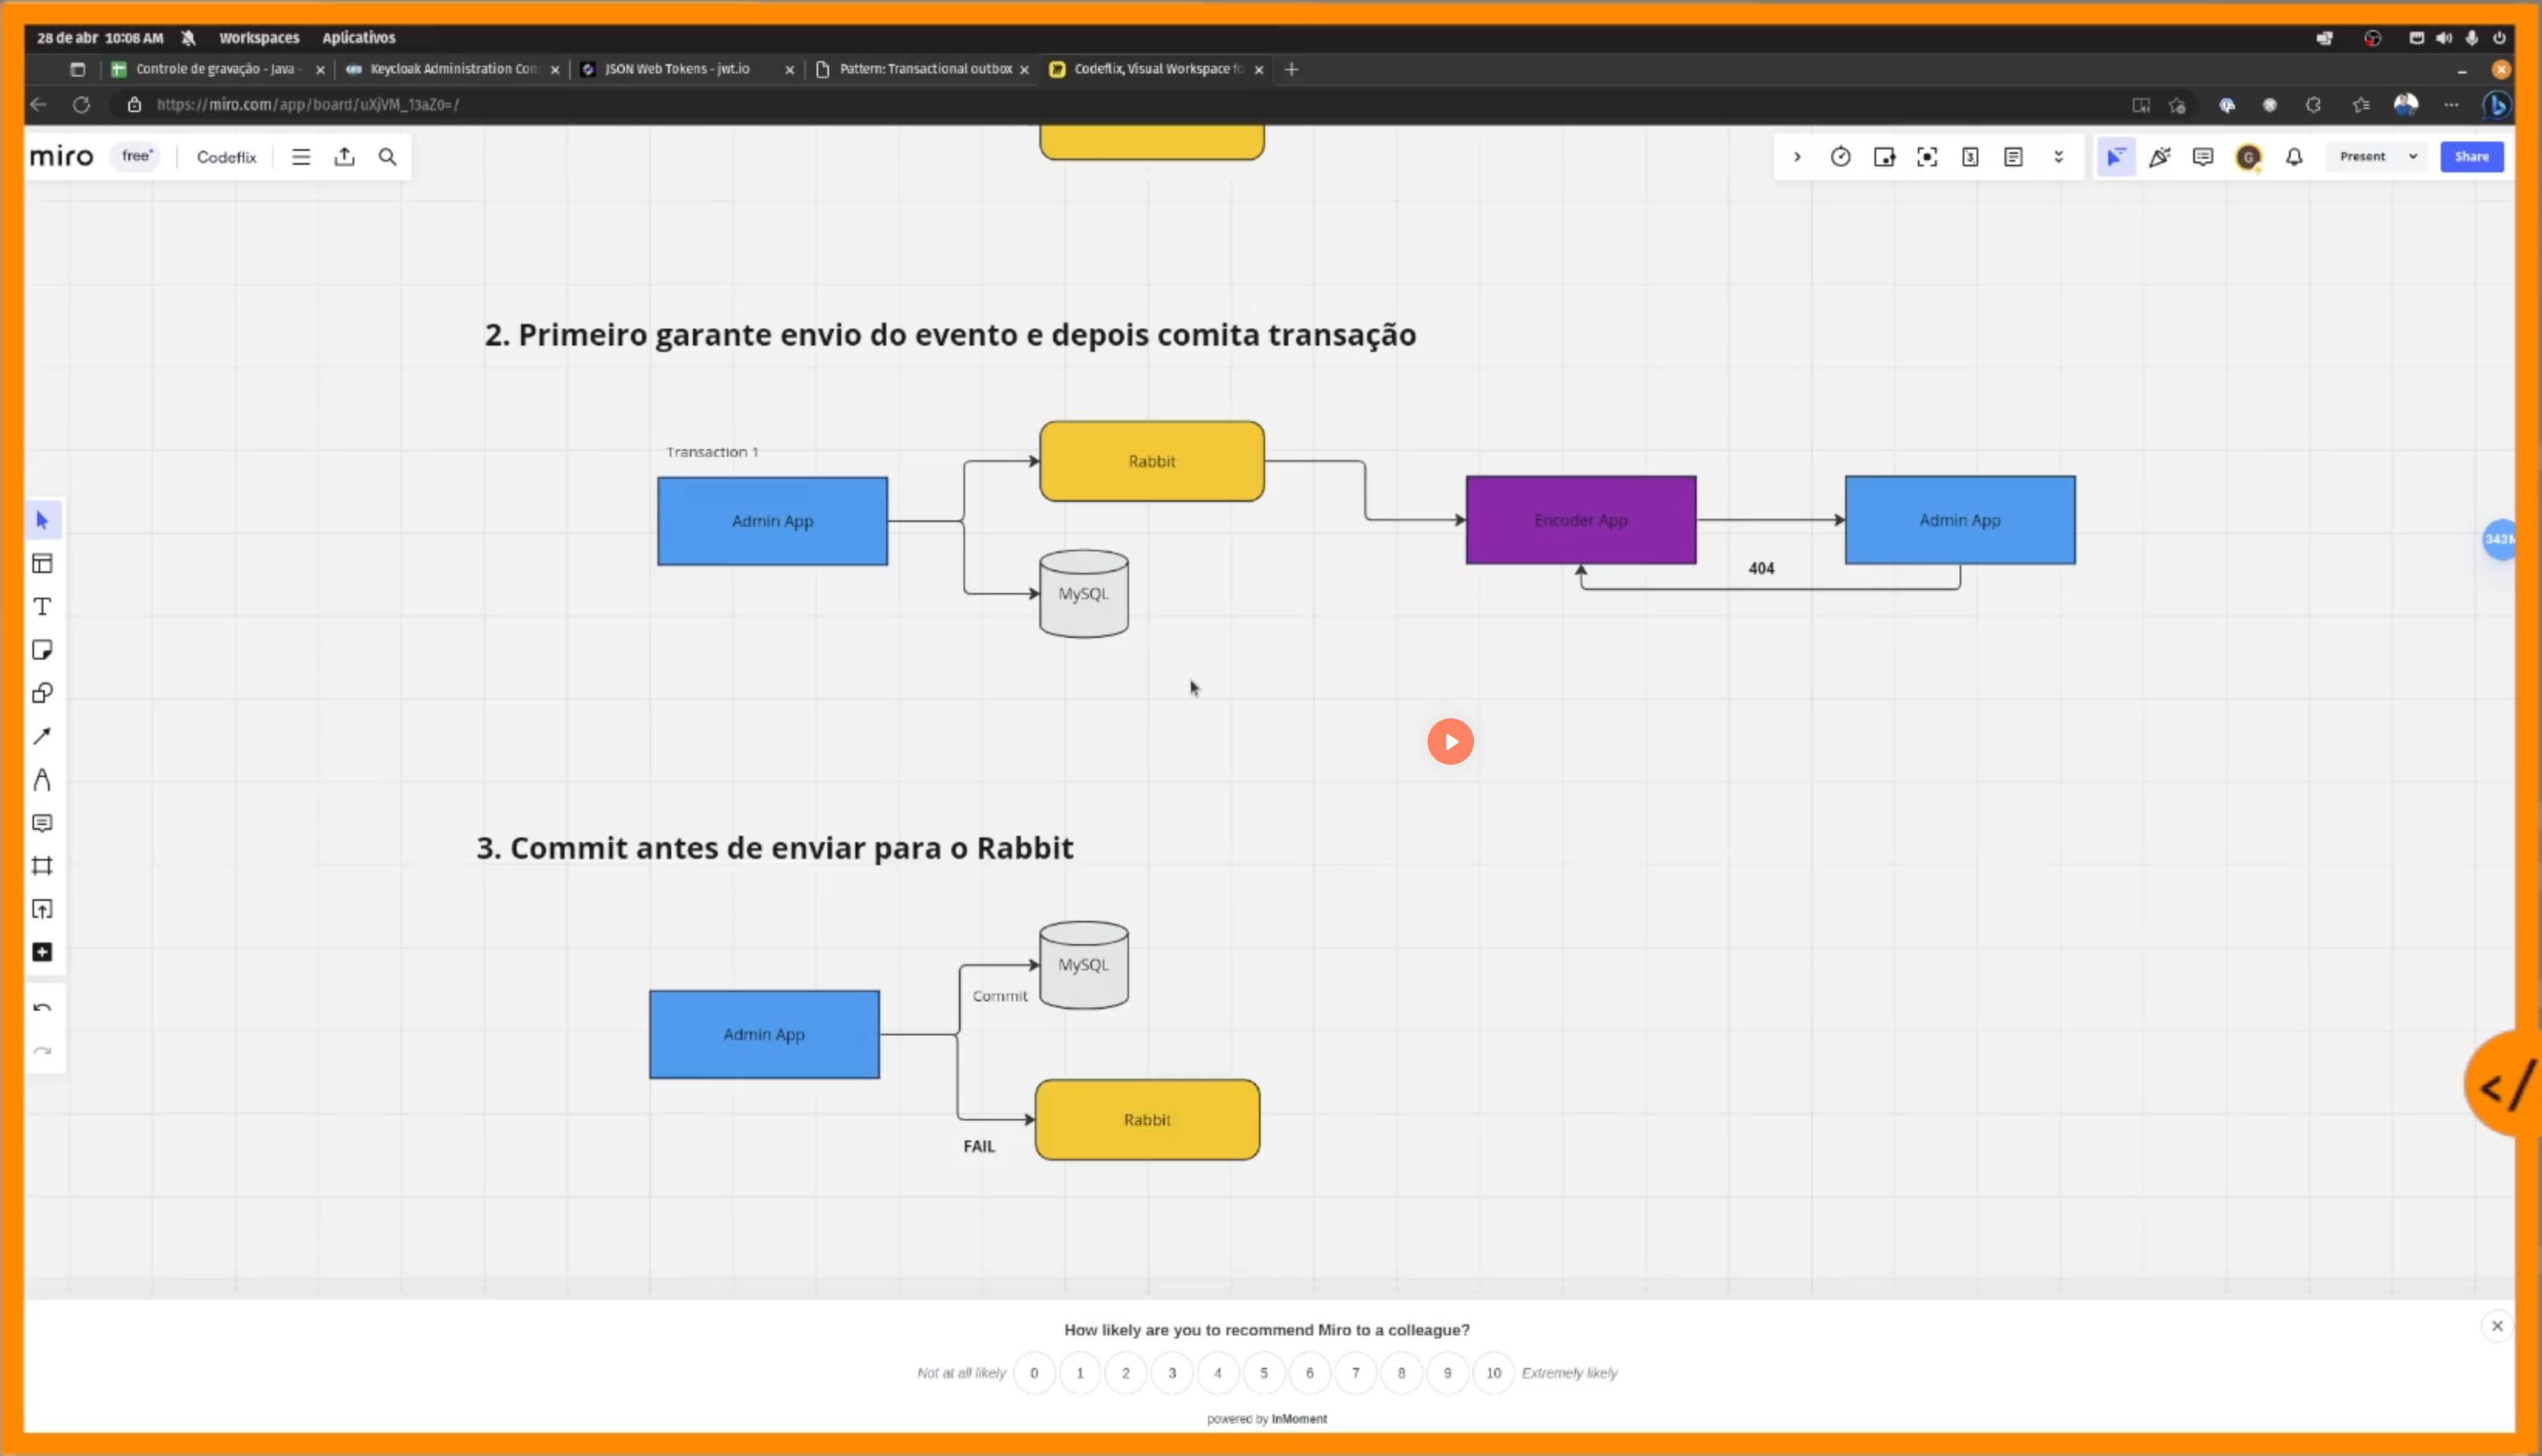 28 de abr 10:08 AM Workspaces Aplicativos
Controle de gravação - Java - Keycloak Administration Con JSON Web Tokens - jwt.io Pattern: Transactional outbox Codeflix, Visual Workspace fo
https://miro.com/app/board/uXjVM_13aZ0=/
miro free Codeflix
G Present Share
2. Primeiro garante envio do evento e depois comita transação
Transaction 1
Rabbit
Admin App
Encoder App
Admin App
343M
404
MySQL
3. Commit antes de enviar para o Rabbit
MySQL
Commit
Admin App
</
Rabbit
FAIL
How likely are you to recommend Miro to a colleague?
Not at all likely 0 1 2 3 4 5 6 7 8 9 10 Extremely likely
powered by InMoment